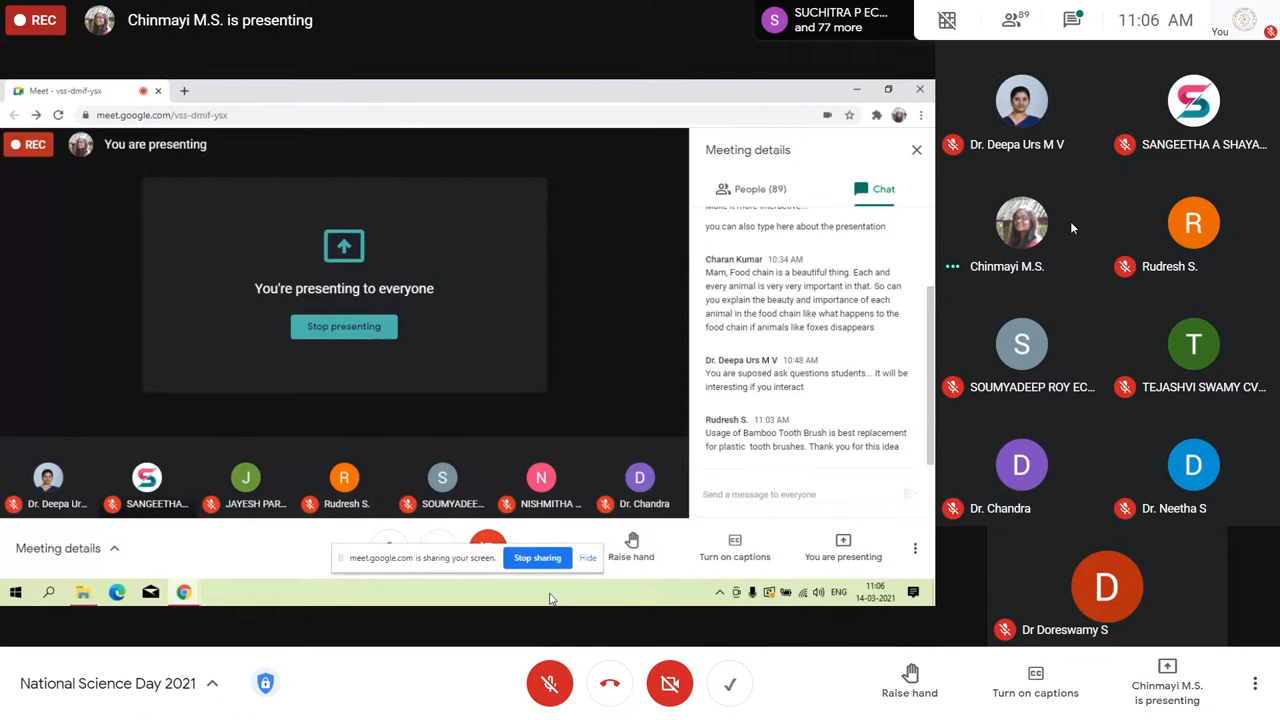 REC
Chinmayi M.S. is presenting
S
SUCHITRA P EC...
and 77 more
89
11:06 AM
You
Meet - vss-dmif-ysx
meet.google.com/vss-dmif-ysx
REC
You are presenting
You're presenting to everyone
Stop presenting
Meeting details
People (89)
Chat
Make it more interactive...
you can also type here about the presentation
Charan Kumar 10:34 AM
Mam, Food chain is a beautiful thing. Each and
every animal is very very important in that. So can
you explain the beauty and importance of each
animal in the food chain like what happens to the
food chain if animals like foxes disappears
Dr. Deepa Urs M V 10:48 AM
You are suposed ask questions students... It will be
interesting if you interact
Rudresh S. 11:03 AM
Usage of Bamboo Tooth Brush is best replacement
for plastic tooth brushes. Thank you for this idea
Send a message to everyone
J
R
S
N
D
Dr. Deepa Ur...
SANGEETHA...
JAYESH PAR...
Rudresh S.
SOUMYADEE...
NISHMITHA ...
Dr. Chandra
Meeting details
meet.google.com is sharing your screen.
Stop sharing
Hide
Raise hand
Turn on captions
You are presenting
ENG
11:06
14-03-2021
Dr. Deepa Urs M V
SANGEETHA A SHAYA...
R
Chinmayi M.S.
Rudresh S.
S
T
SOUMYADEEP ROY EC...
TEJASHVI SWAMY CV...
D
D
Dr. Chandra
Dr. Neetha S
D
Dr Doreswamy S
National Science Day 2021
Raise hand
Turn on captions
Chinmayi M.S.
is presenting